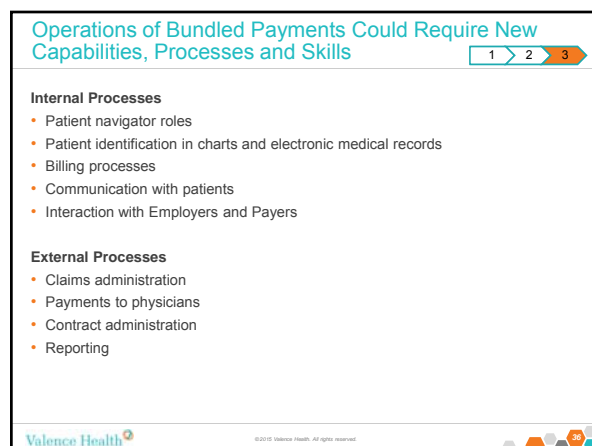 Operations of Bundled Payments Could Require New
Capabilities, Processes and Skills
1 2 3
Internal Processes
• Patient navigator roles
• Patient identification in charts and electronic medical records
• Billing processes
• Communication with patients
• Interaction with Employers and Payers
External Processes
• Claims administration
• Payments to physicians
• Contract administration
• Reporting
Valence Health
©2015 Valence Health. All rights reserved.
36